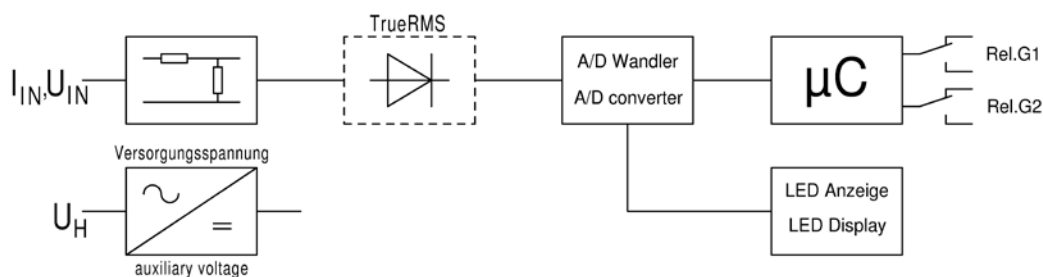 TrueRMS
I_IN,U_IN
A/D Wandler
A/D converter
µC
Rel.G1
Rel.G2
Versorgungsspannung
U_H
auxiliary voltage
LED Anzeige
LED Display